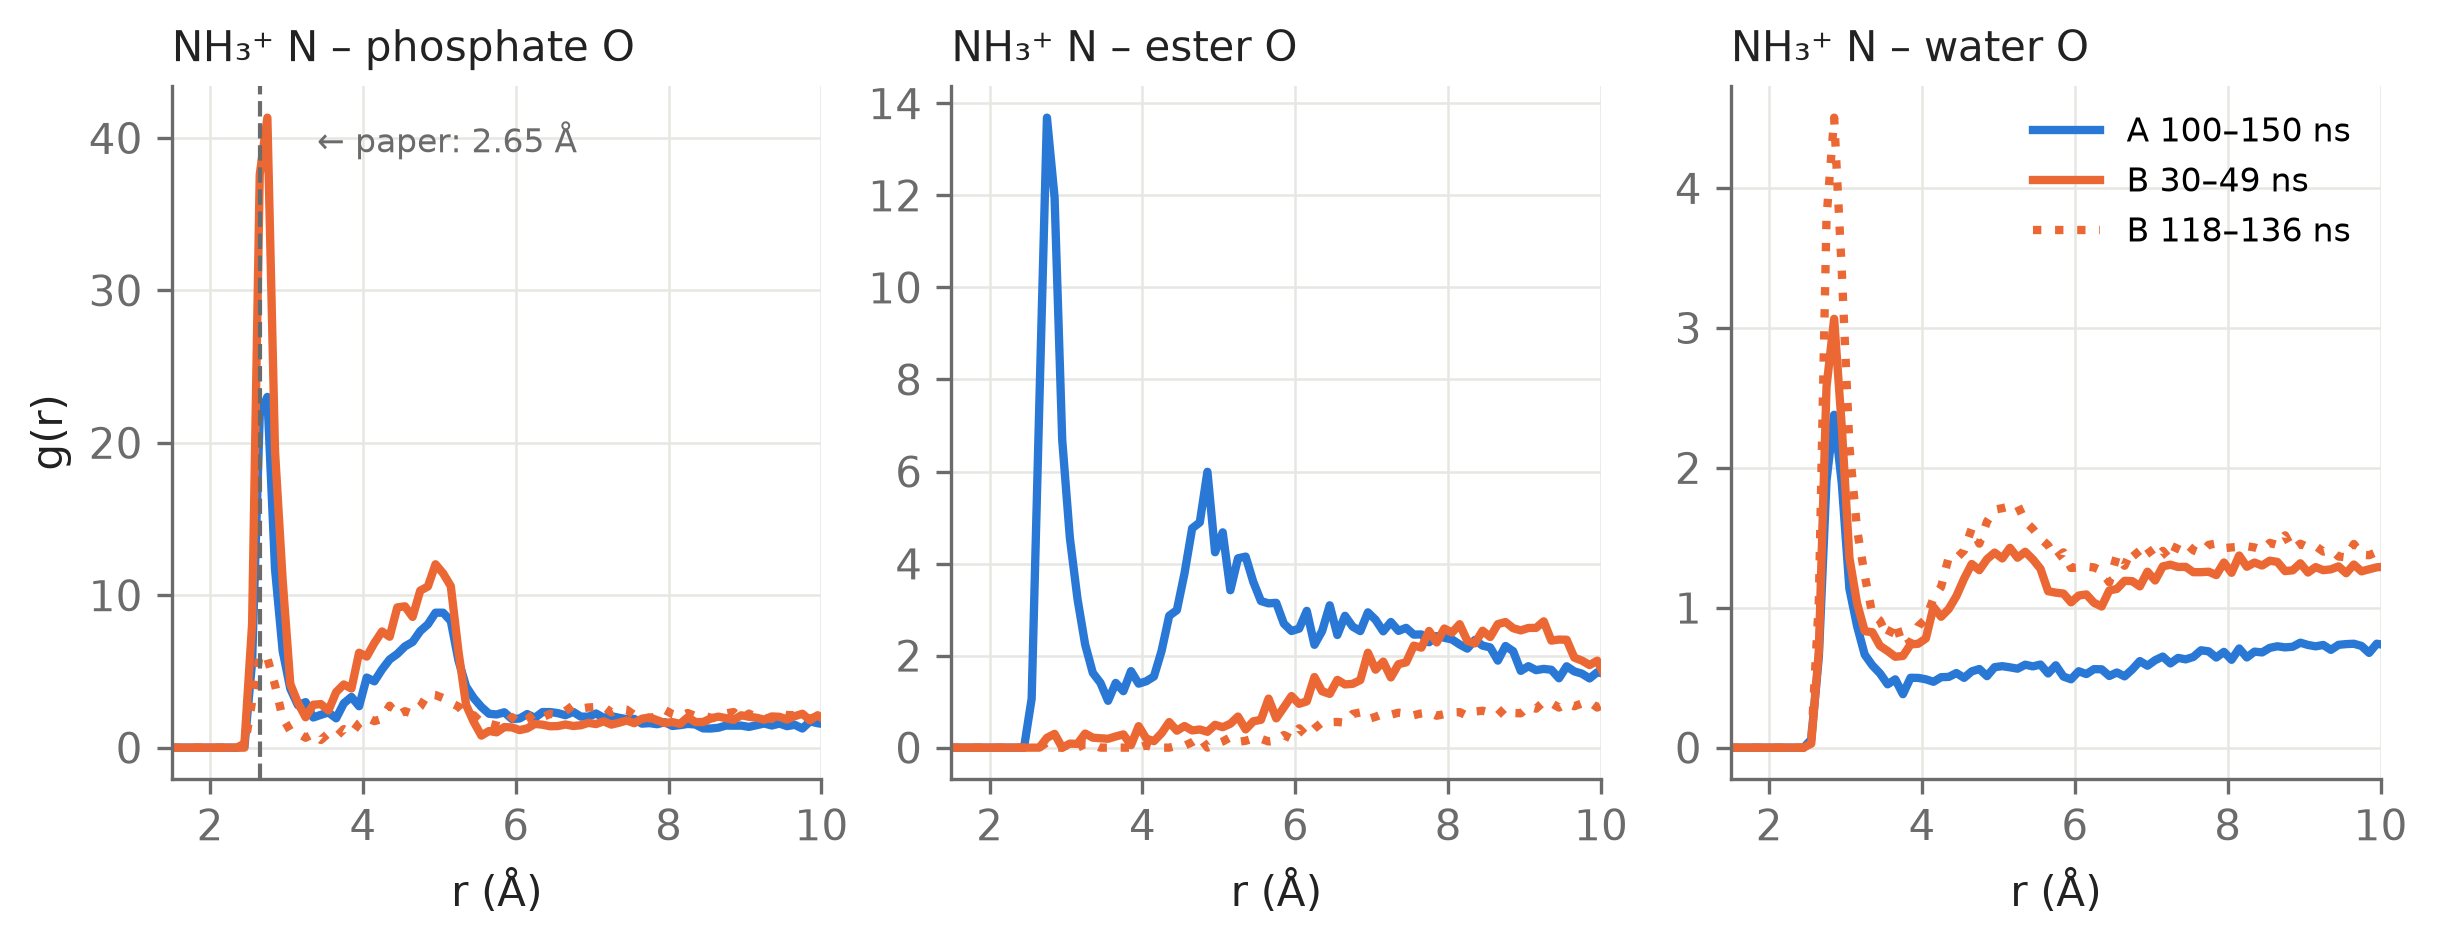 NH₃⁺ N – phosphate O
NH₃⁺ N – ester O
NH₃⁺ N – water O
g(r)
40
30
20
10
0
← paper: 2.65 Å
2 4 6 8 10
r (Å)
14
12
10
8
6
4
2
0
2 4 6 8 10
r (Å)
4
3
2
1
0
A 100–150 ns
B 30–49 ns
B 118–136 ns
2 4 6 8 10
r (Å)